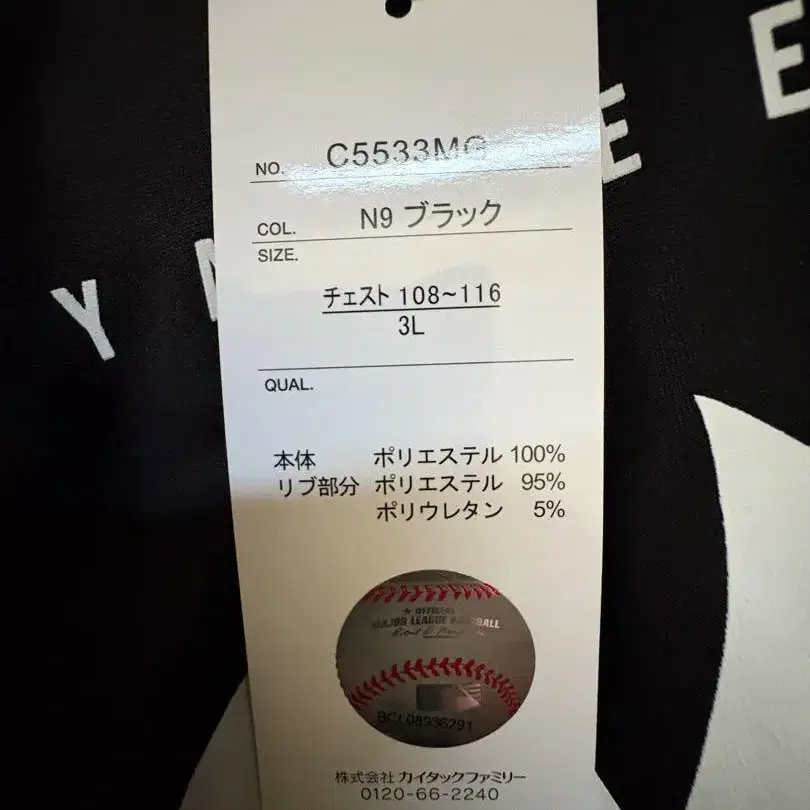 E
E
Y
NO. C5533MG
COL. N9 ブラック
SIZE.
チェスト 108~116
3L
QUAL.
本体 ポリエステル 100%
リブ部分 ポリエステル 95%
ポリウレタン 5%
OFFICIAL
MAJOR LEAGUE BASEBALL
株式会社 カイタックファミリー
0120-66-2240